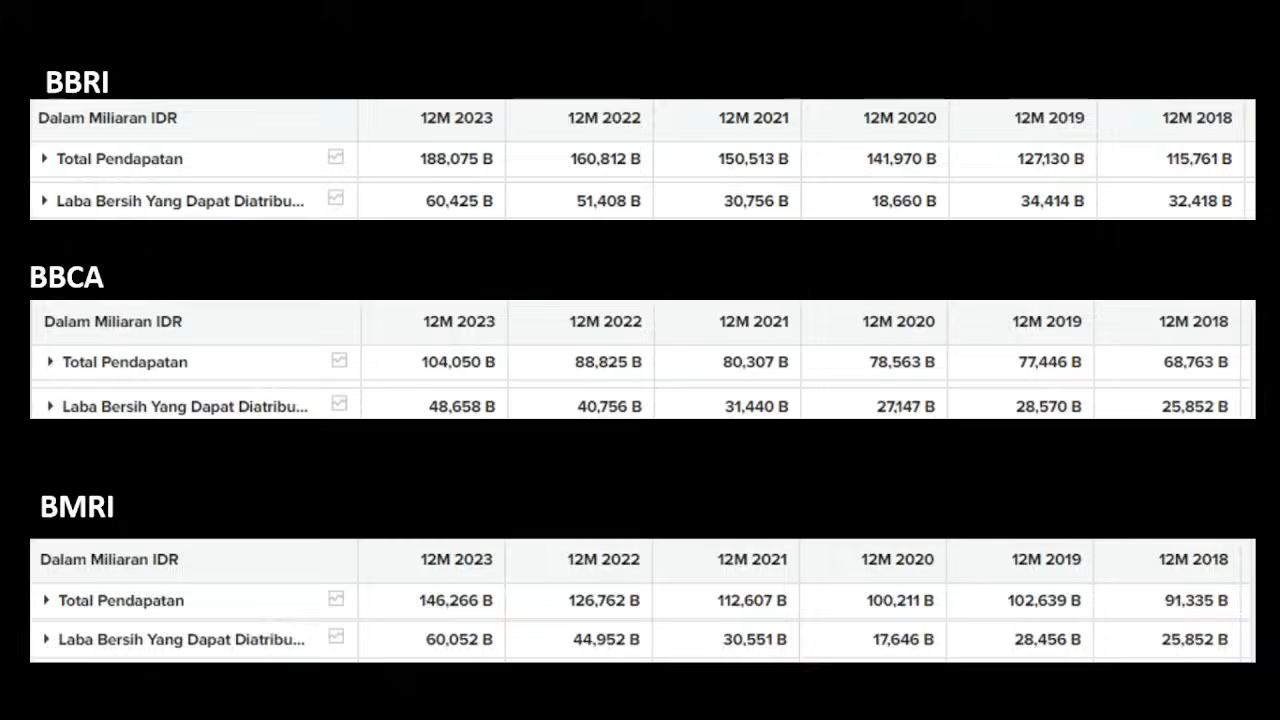 BBRI
Dalam Miliaran IDR 12M 2023 12M 2022 12M 2021 12M 2020 12M 2019 12M 2018
Total Pendapatan 188,075 B 160,812 B 150,513 B 141,970 B 127,130 B 115,761 B
Laba Bersih Yang Dapat Diatribu... 60,425 B 51,408 B 30,756 B 18,660 B 34,414 B 32,418 B
BBCA
Dalam Miliaran IDR 12M 2023 12M 2022 12M 2021 12M 2020 12M 2019 12M 2018
Total Pendapatan 104,050 B 88,825 B 80,307 B 78,563 B 77,446 B 68,763 B
Laba Bersih Yang Dapat Diatribu... 48,658 B 40,756 B 31,440 B 27,147 B 28,570 B 25,852 B
BMRI
Dalam Miliaran IDR 12M 2023 12M 2022 12M 2021 12M 2020 12M 2019 12M 2018
Total Pendapatan 146,266 B 126,762 B 112,607 B 100,211 B 102,639 B 91,335 B
Laba Bersih Yang Dapat Diatribu... 60,052 B 44,952 B 30,551 B 17,646 B 28,456 B 25,852 B